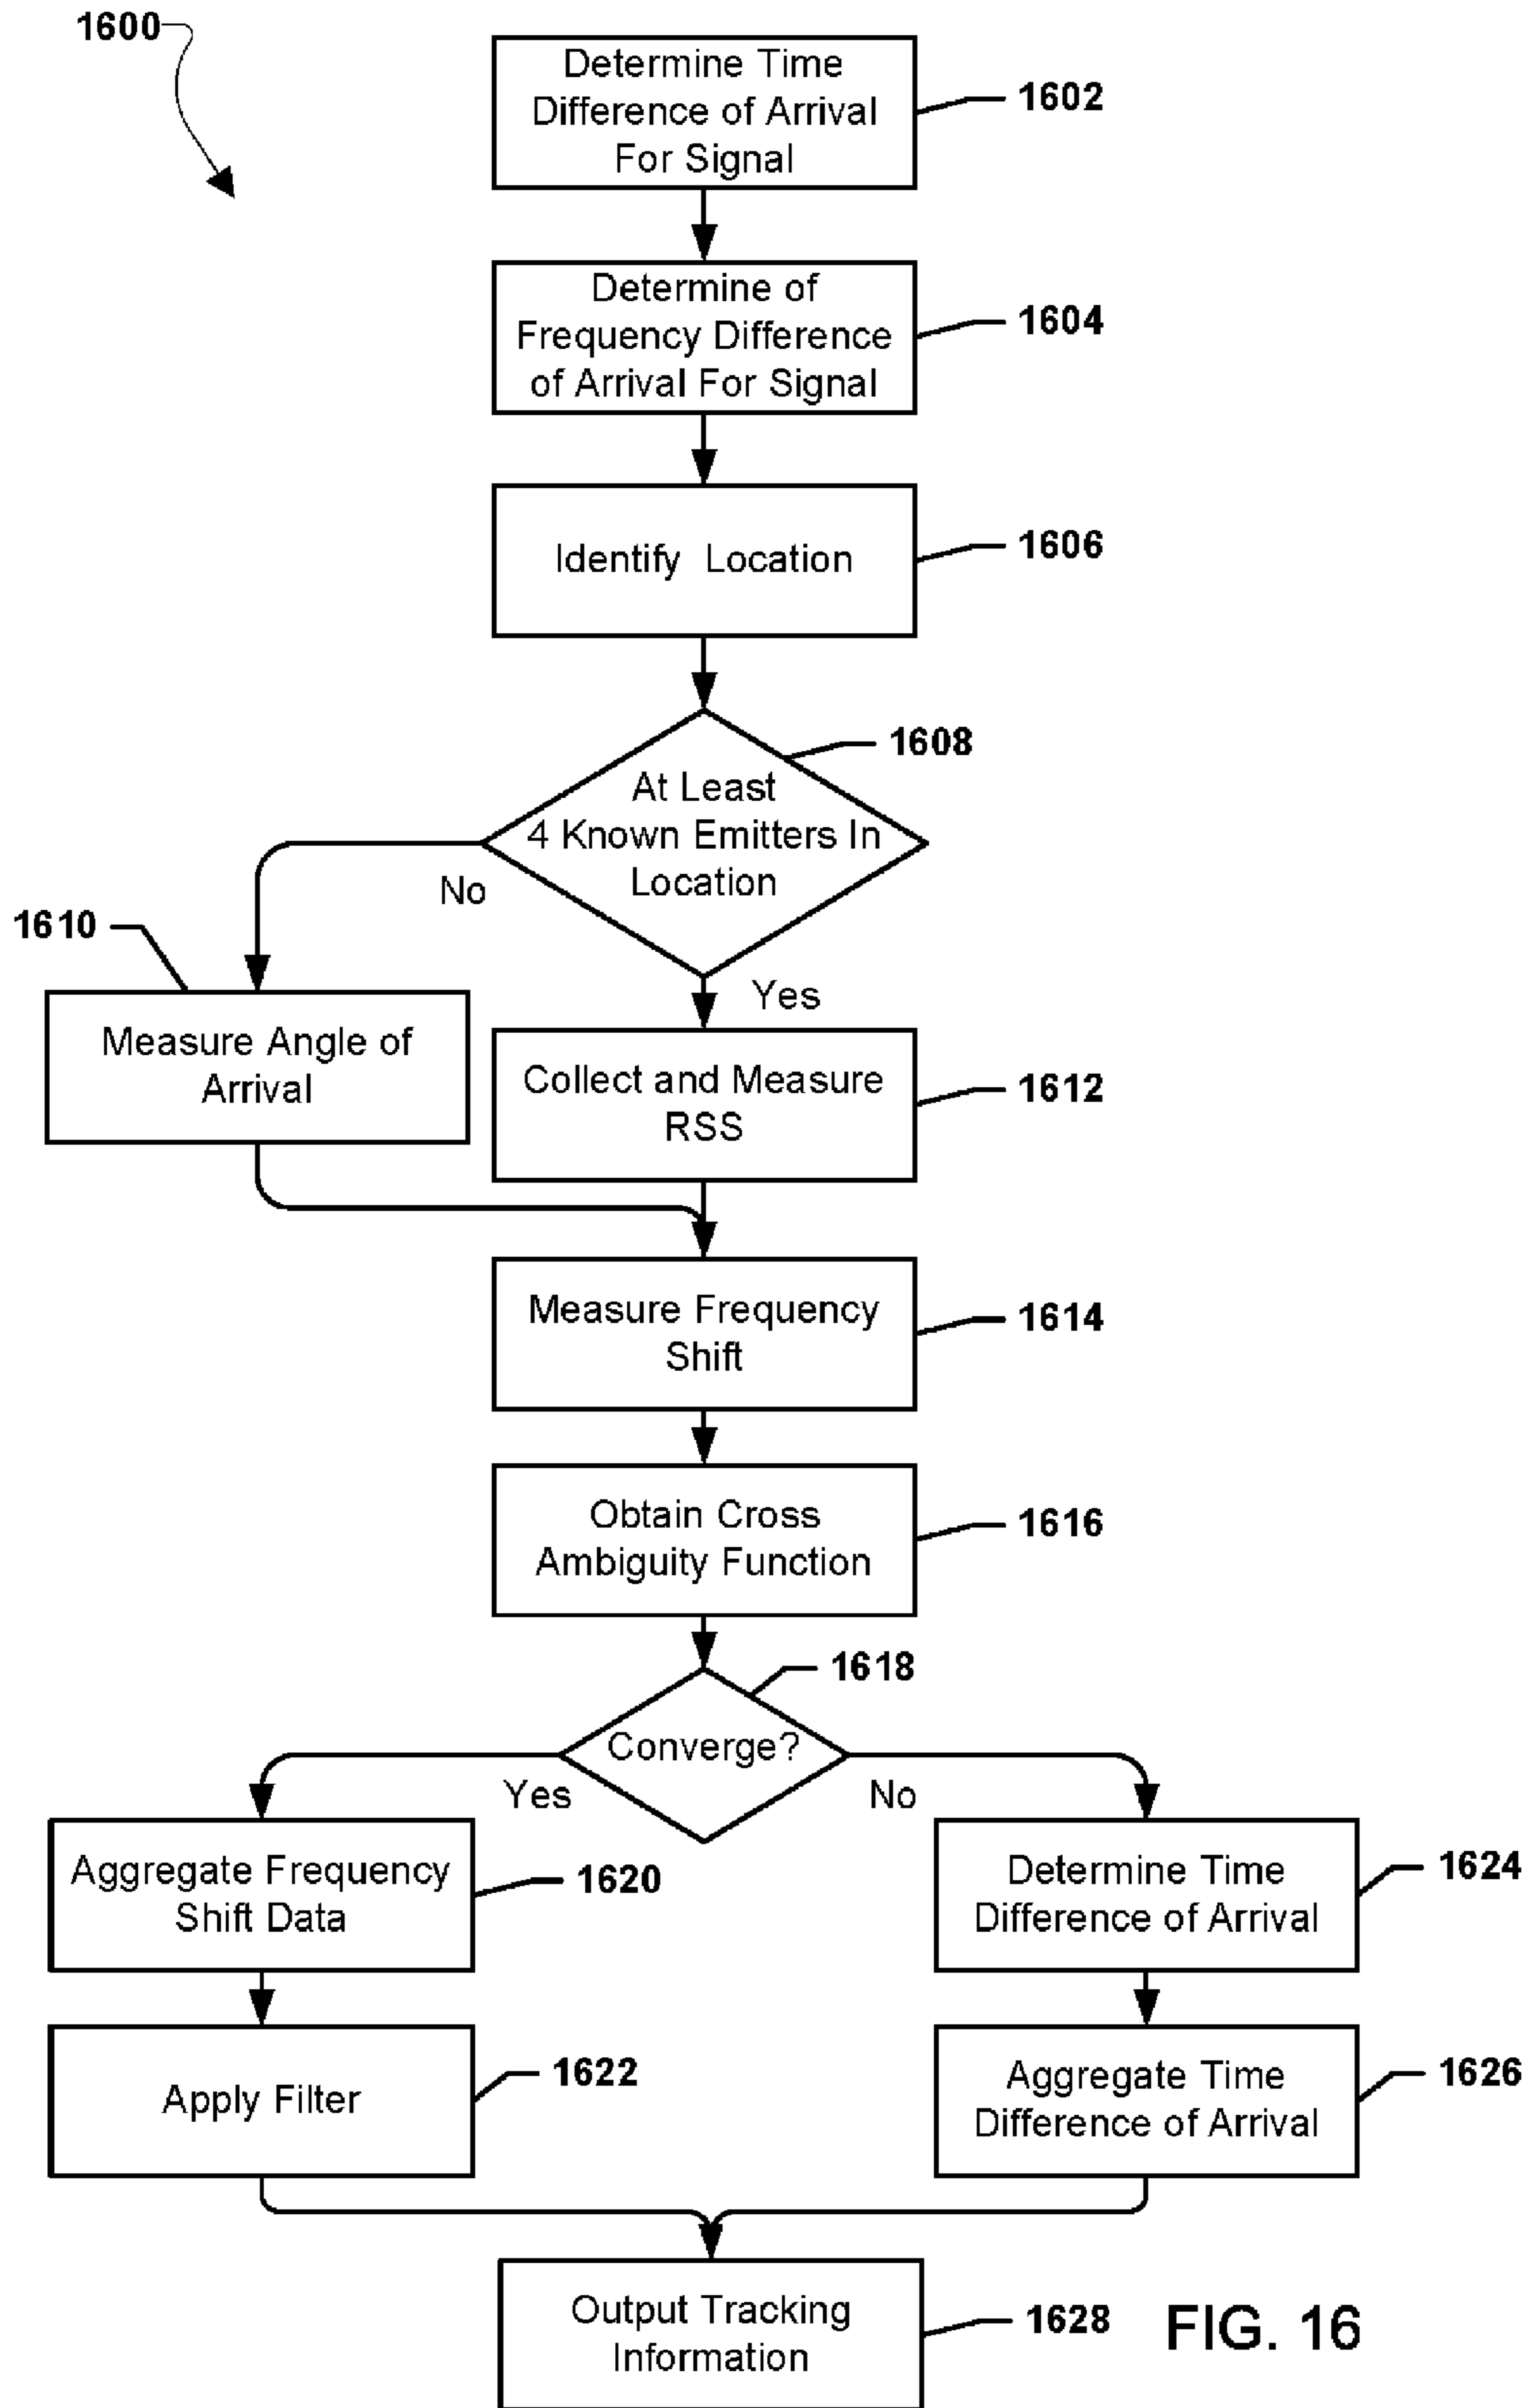 1600
Determine Time
Difference of Arrival
For Signal
1602
Determine of
Frequency Difference
of Arrival For Signal
1604
Identify Location
1606
1608
At Least
4 Known Emitters In
Location
No
Yes
1610
Measure Angle of
Arrival
Collect and Measure
RSS
1612
Measure Frequency
Shift
1614
Obtain Cross
Ambiguity Function
1616
1618
Converge?
Yes
No
Aggregate Frequency
Shift Data
1620
Determine Time
Difference of Arrival
1624
Apply Filter
1622
Aggregate Time
Difference of Arrival
1626
Output Tracking
Information
1628
FIG. 16